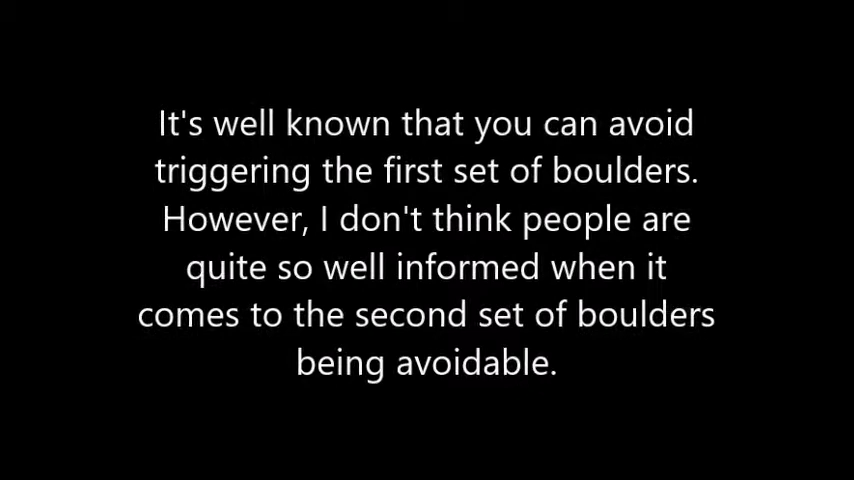 It's well known that you can avoid
triggering the first set of boulders.
However, I don't think people are
quite so well informed when it
comes to the second set of boulders
being avoidable.